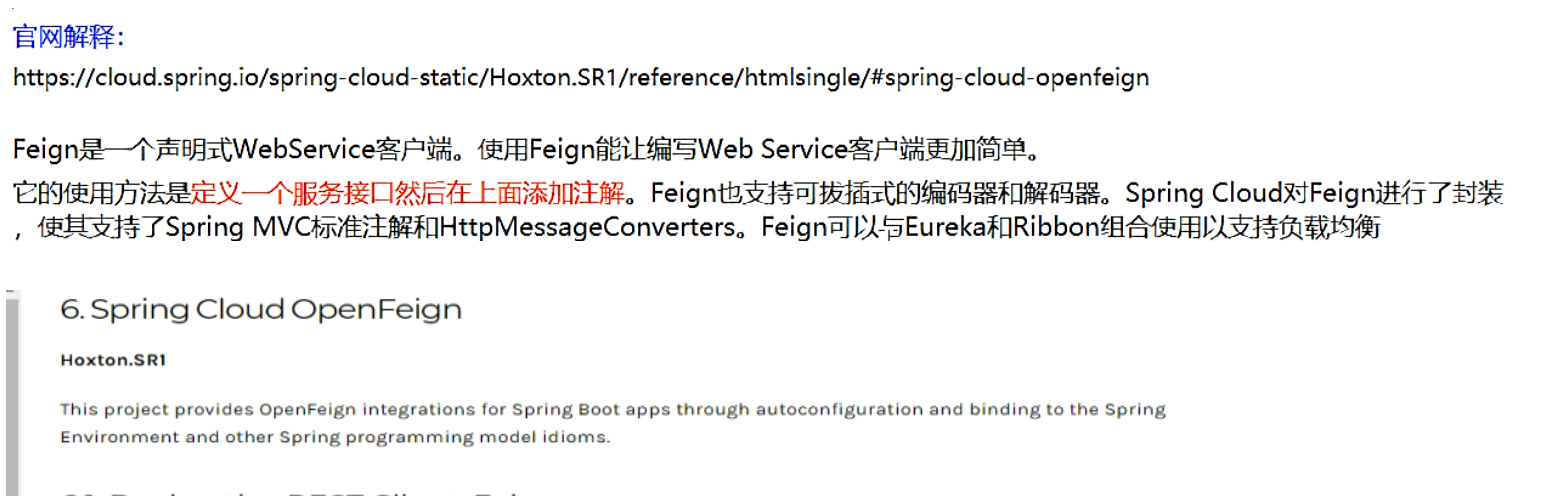 官网解释：
https://cloud.spring.io/spring-cloud-static/Hoxton.SR1/reference/htmlsingle/#spring-cloud-openfeign
Feign是一个声明式WebService客户端。使用Feign能让编写Web Service客户端更加简单。
它的使用方法是定义一个服务接口然后在上面添加注解。Feign也支持可拔插式的编码器和解码器。Spring Cloud对Feign进行了封装
，使其支持了Spring MVC标准注解和HttpMessageConverters。Feign可以与Eureka和Ribbon组合使用以支持负载均衡
6. Spring Cloud OpenFeign
Hoxton.SR1
This project provides OpenFeign integrations for Spring Boot apps through autoconfiguration and binding to the Spring
Environment and other Spring programming model idioms.